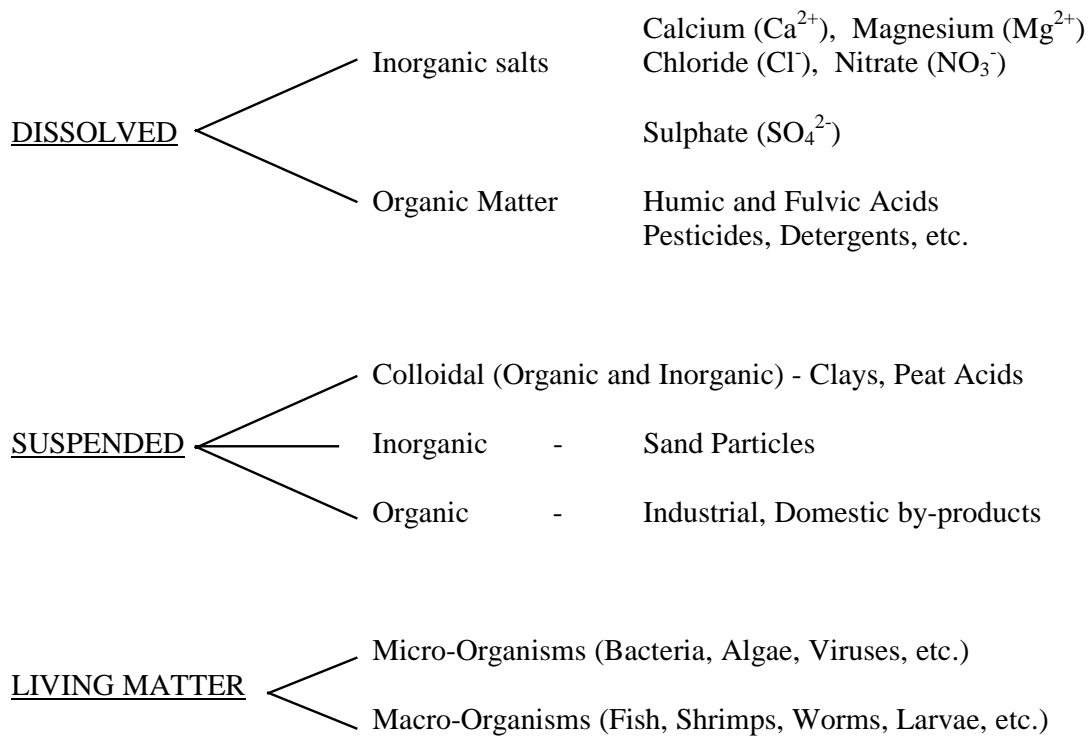 Calcium (Ca²⁺), Magnesium (Mg²⁺)
Inorganic salts Chloride (Cl⁻), Nitrate (NO₃⁻)
DISSOLVED Sulphate (SO₄²⁻)
Organic Matter Humic and Fulvic Acids
Pesticides, Detergents, etc.
Colloidal (Organic and Inorganic) - Clays, Peat Acids
SUSPENDED Inorganic - Sand Particles
Organic - Industrial, Domestic by-products
Micro-Organisms (Bacteria, Algae, Viruses, etc.)
LIVING MATTER
Macro-Organisms (Fish, Shrimps, Worms, Larvae, etc.)